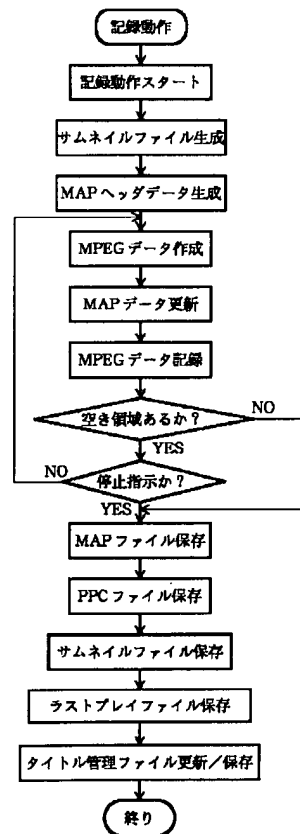 記録動作
記録動作スタート
サムネイルファイル生成
MAPヘッダデータ生成
MPEGデータ作成
MAPデータ更新
MPEGデータ記録
空き領域あるか？
NO
YES
停止指示か？
NO
YES
MAPファイル保存
PPCファイル保存
サムネイルファイル保存
ラストプレイファイル保存
タイトル管理ファイル更新／保存
終り